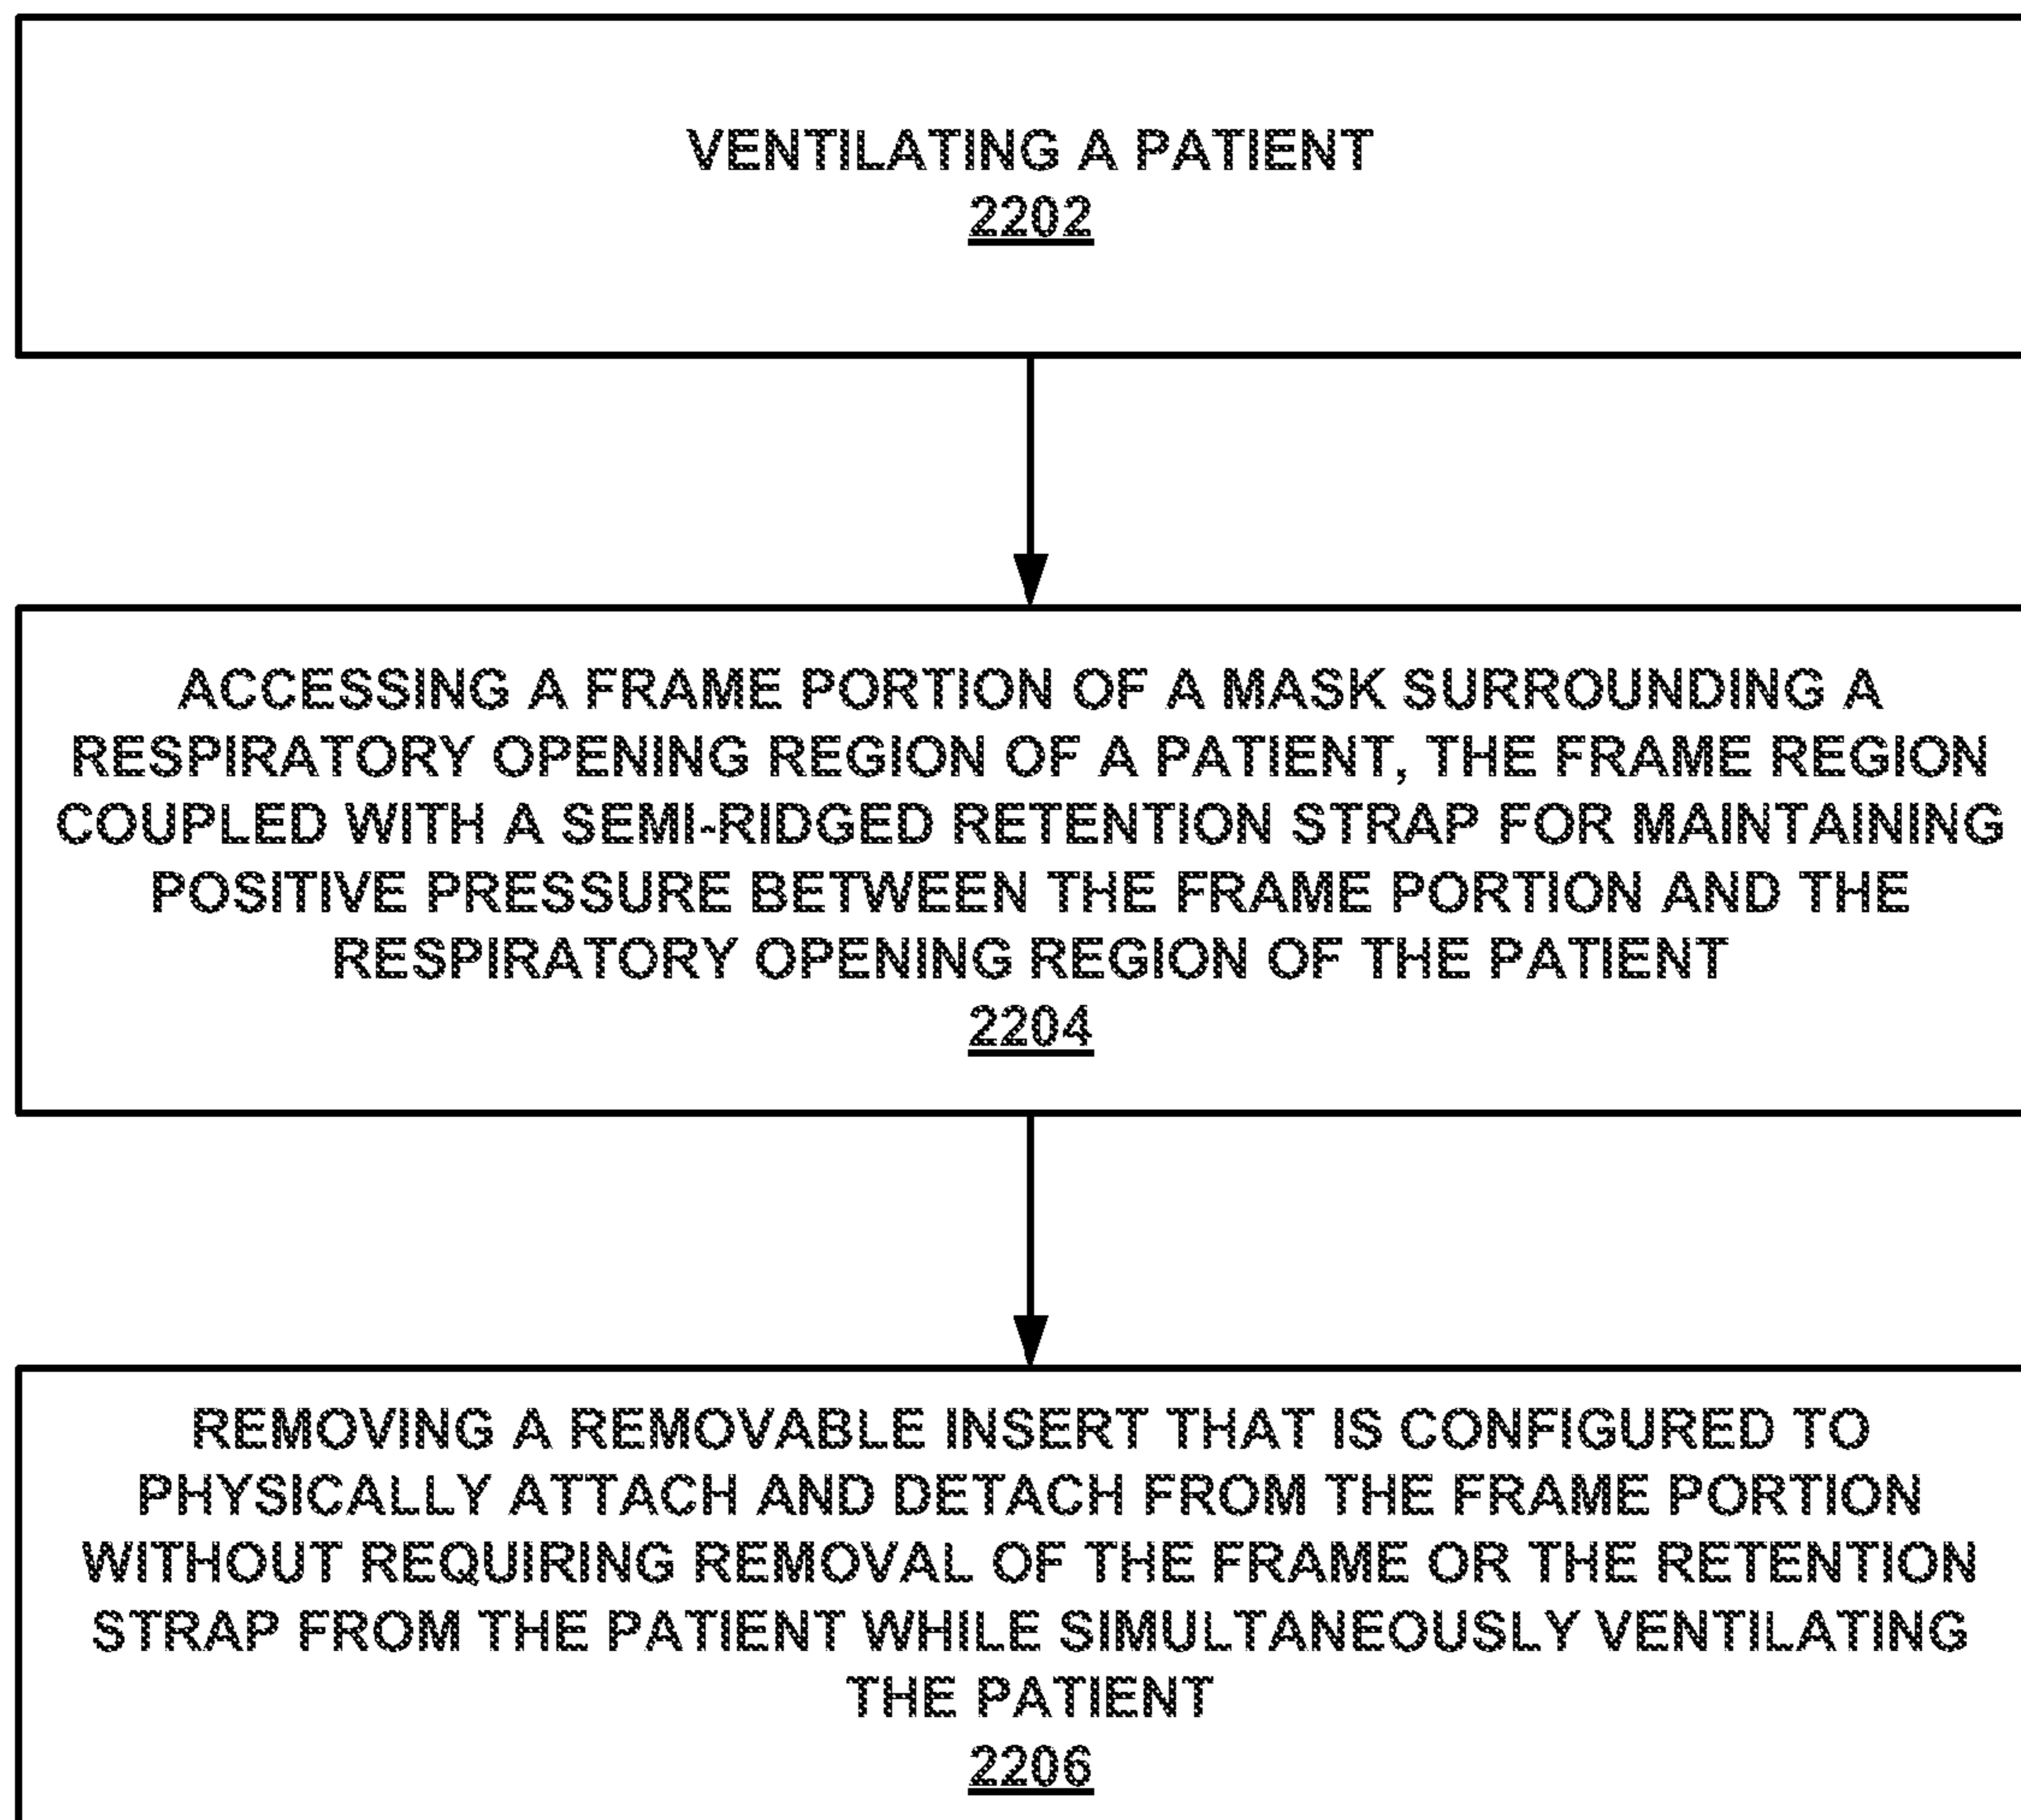 VENTILATING A PATIENT
2202
ACCESSING A FRAME PORTION OF A MASK SURROUNDING A
RESPIRATORY OPENING REGION OF A PATIENT, THE FRAME REGION
COUPLED WITH A SEMI-RIDGED RETENTION STRAP FOR MAINTAINING
POSITIVE PRESSURE BETWEEN THE FRAME PORTION AND THE
RESPIRATORY OPENING REGION OF THE PATIENT
2204
REMOVING A REMOVABLE INSERT THAT IS CONFIGURED TO
PHYSICALLY ATTACH AND DETACH FROM THE FRAME PORTION
WITHOUT REQUIRING REMOVAL OF THE FRAME OR THE RETENTION
STRAP FROM THE PATIENT WHILE SIMULTANEOUSLY VENTILATING
THE PATIENT
2206